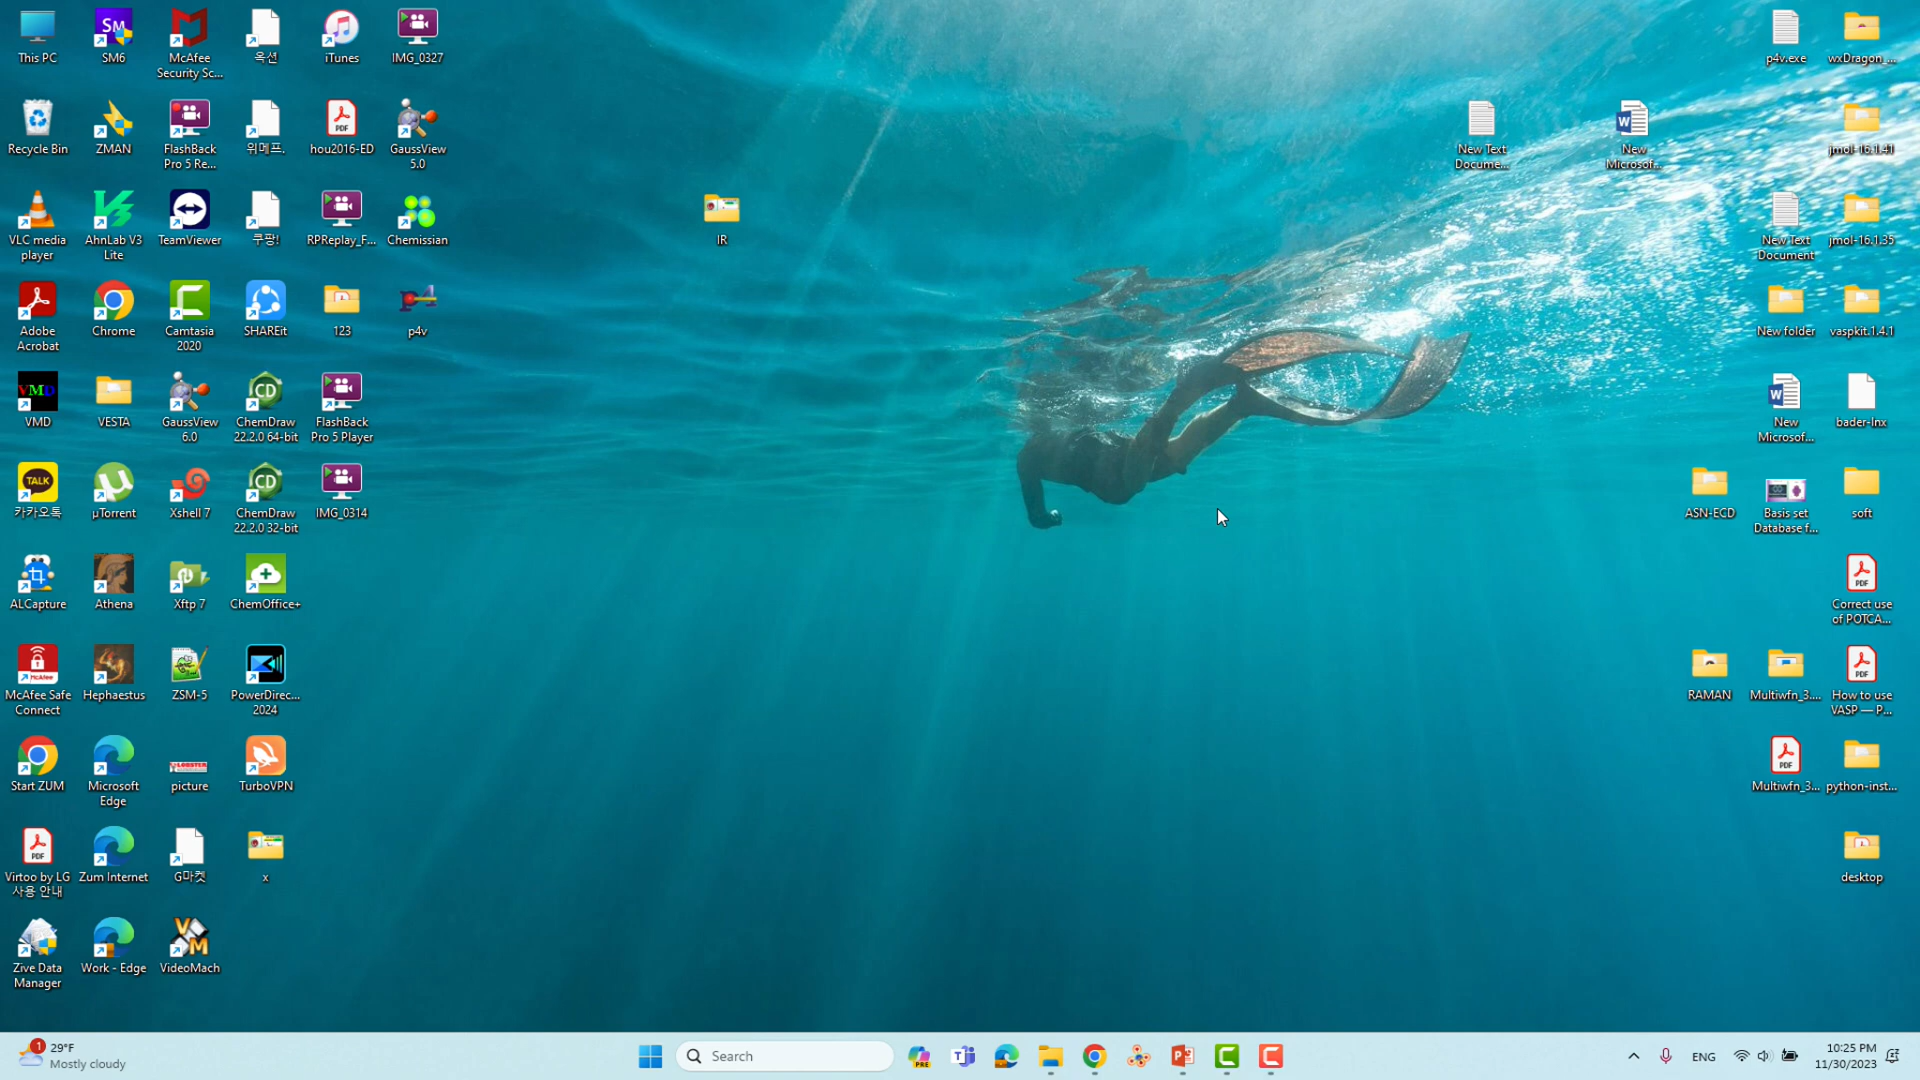 This PC
SM6
McAfee
Security Sc...
옥션
iTunes
IMG_0327
Recycle Bin
ZMAN
FlashBack
Pro 5 Re...
위메프.
hou2016-ED
GaussView
5.0
VLC media
player
AhnLab V3
Lite
TeamViewer
쿠팡!
RPReplay_F...
Chemissian
Adobe
Acrobat
Chrome
Camtasia
2020
SHAREit
123
p4v
VMD
VESTA
GaussView
6.0
ChemDraw
22.2.0 64-bit
FlashBack
Pro 5 Player
카카오톡
µTorrent
Xshell 7
ChemDraw
22.2.0 32-bit
IMG_0314
ALCapture
Athena
Xftp 7
ChemOffice+
McAfee Safe
Connect
Hephaestus
ZSM-5
PowerDirec...
2024
Start ZUM
Microsoft
Edge
picture
TurboVPN
Virtoo by LG
사용 안내
Zum Internet
G마켓
x
Zive Data
Manager
Work - Edge
VideoMach
IR
p4v.exe
wxDragon_...
New Text
Docume...
New
Microsof...
jmol-16.1.41
New Text
Document
jmol-16.1.35
New folder
vaspkit.1.4.1
New
Microsof...
bader-lnx
ASN-ECD
Basis set
Database f...
soft
Correct use
of POTCA...
RAMAN
Multiwfn_3....
How to use
VASP — P...
Multiwfn_3...
python-inst...
desktop
1
29°F
Mostly cloudy
Search
ENG
10:25 PM
11/30/2023